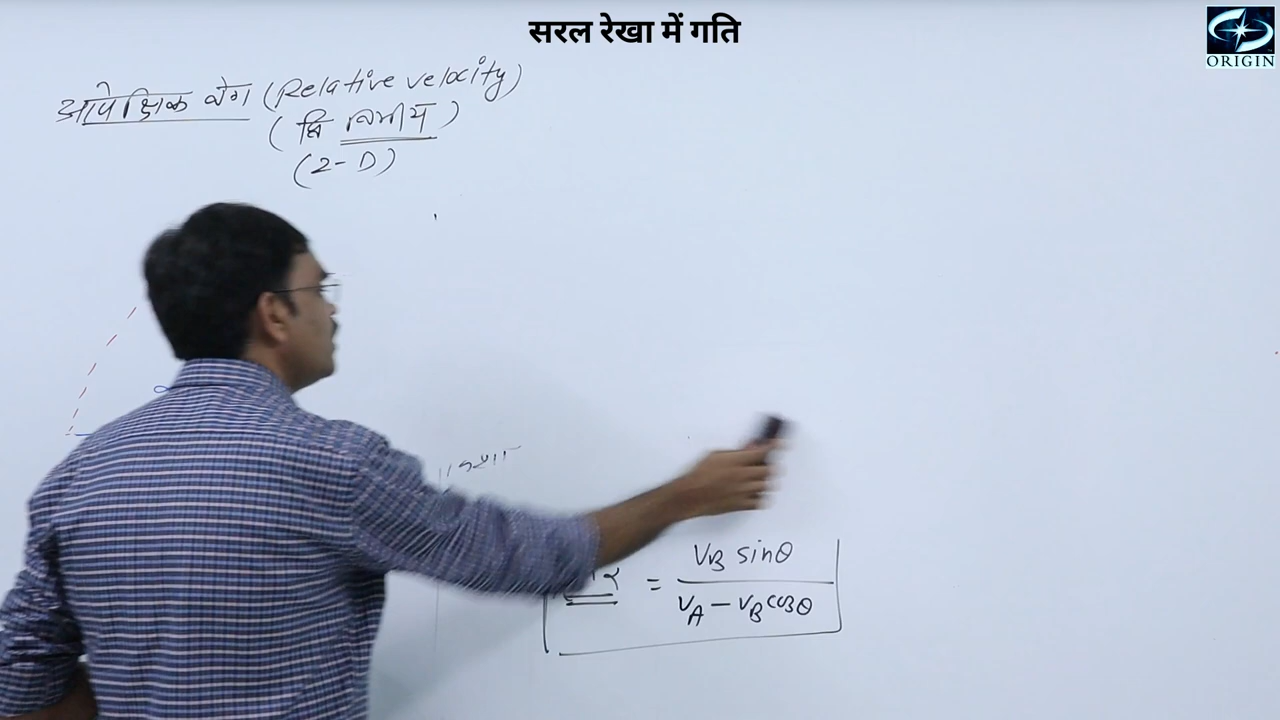 सरल रेखा में गति
ORIGIN
आपेक्षिक वेग (Relative velocity)
(द्वि विमीय)
(2-D)
= VB sinθ
VA - VB cosθ